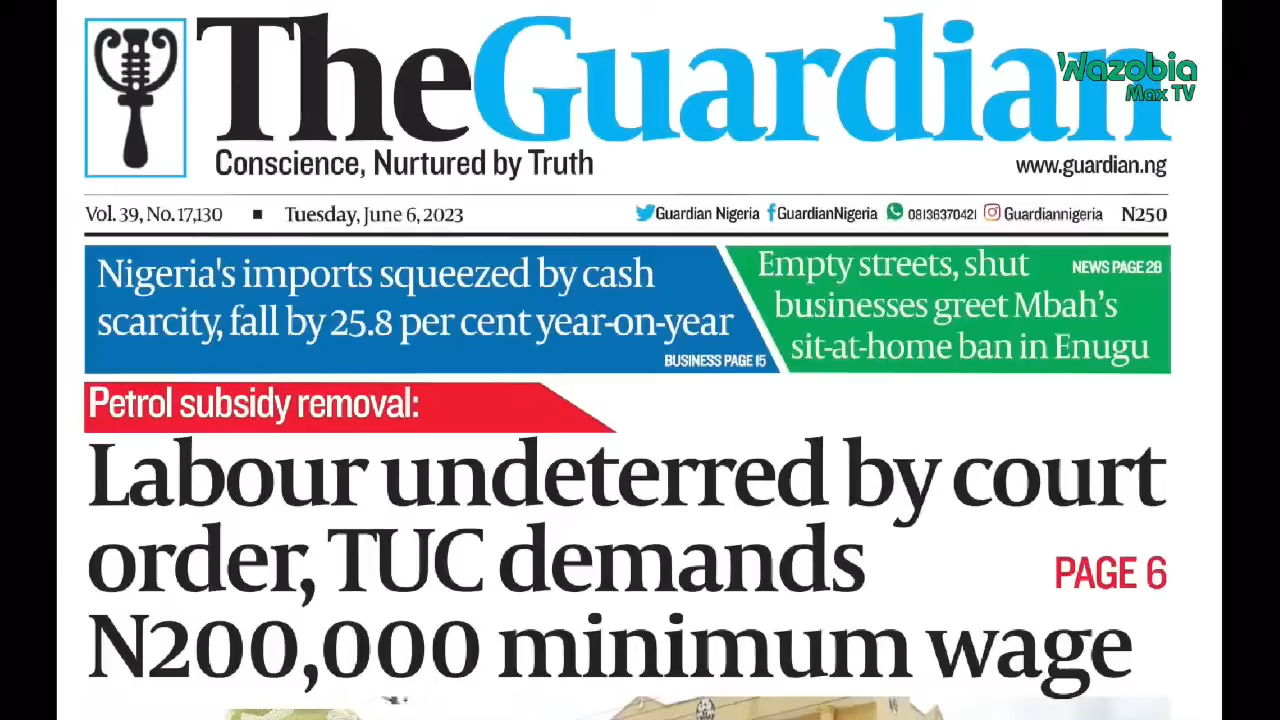 The Guardian
Wazobia
Max TV
Conscience, Nurtured by Truth
www.guardian.ng
Vol. 39, No. 17,130 ■ Tuesday, June 6, 2023 Guardian Nigeria GuardianNigeria 08136370421 Guardiannigeria N250
Nigeria's imports squeezed by cash
scarcity, fall by 25.8 per cent year-on-year
BUSINESS PAGE 15
Empty streets, shut NEWS PAGE 28
businesses greet Mbah's
sit-at-home ban in Enugu
Petrol subsidy removal:
Labour undeterred by court
order, TUC demands PAGE 6
N200,000 minimum wage